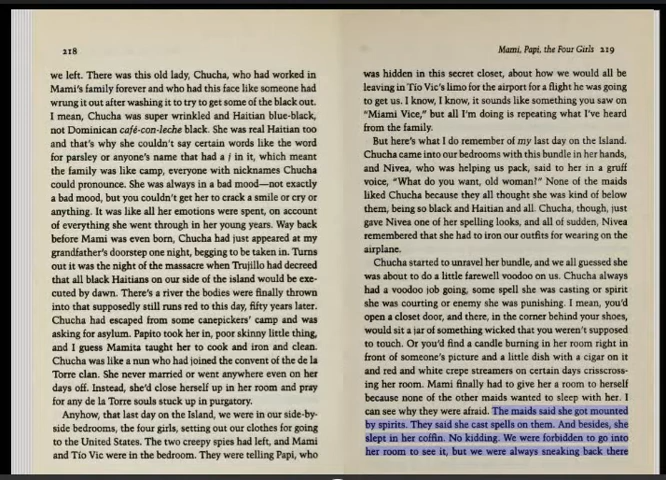 218
we left. There was this old lady, Chucha, who had worked in
Mami's family forever and who had this face like someone had
wrung it out after washing it to try to get some of the black out.
I mean, Chucha was super wrinkled and Haitian blue-black,
not Dominican café-con-leche black. She was real Haitian too
and that's why she couldn't say certain words like the word
for parsley or anyone's name that had a j in it, which meant
the family was like camp, everyone with nicknames Chucha
could pronounce. She was always in a bad mood—not exactly
a bad mood, but you couldn't get her to crack a smile or cry or
anything. It was like all her emotions were spent, on account
of everything she went through in her young years. Way back
before Mami was even born, Chucha had just appeared at my
grandfather's doorstep one night, begging to be taken in. Turns
out it was the night of the massacre when Trujillo had decreed
that all black Haitians on our side of the island would be exe-
cuted by dawn. There's a river the bodies were finally thrown
into that supposedly still runs red to this day, fifty years later.
Chucha had escaped from some canepickers' camp and was
asking for asylum. Papito took her in, poor skinny little thing,
and I guess Mamita taught her to cook and iron and clean.
Chucha was like a nun who had joined the convent of the de la
Torre clan. She never married or went anywhere even on her
days off. Instead, she'd close herself up in her room and pray
for any de la Torre souls stuck up in purgatory.
Anyhow, that last day on the Island, we were in our side-by-
side bedrooms, the four girls, setting out our clothes for going
to the United States. The two creepy spies had left, and Mami
and Tío Vic were in the bedroom. They were telling Papi, who
Mami, Papi, the Four Girls 219
was hidden in this secret closet, about how we would all be
leaving in Tío Vic's limo for the airport for a flight he was going
to get us. I know, I know, it sounds like something you saw on
"Miami Vice," but all I'm doing is repeating what I've heard
from the family.
But here's what I do remember of my last day on the Island.
Chucha came into our bedrooms with this bundle in her hands,
and Nivea, who was helping us pack, said to her in a gruff
voice, "What do you want, old woman?" None of the maids
liked Chucha because they all thought she was kind of below
them, being so black and Haitian and all. Chucha, though, just
gave Nivea one of her spelling looks, and all of sudden, Nivea
remembered that she had to iron our outfits for wearing on the
airplane.
Chucha started to unravel her bundle, and we all guessed she
was about to do a little farewell voodoo on us. Chucha always
had a voodoo job going, some spell she was casting or spirit
she was courting or enemy she was punishing. I mean, you'd
open a closet door, and there, in the corner behind your shoes,
would sit a jar of something wicked that you weren't supposed
to touch. Or you'd find a candle burning in her room right in
front of someone's picture and a little dish with a cigar on it
and red and white crepe streamers on certain days crisscross-
ing her room. Mami finally had to give her a room to herself
because none of the other maids wanted to sleep with her. I
can see why they were afraid. The maids said she got mounted
by spirits. They said she cast spells on them. And besides, she
slept in her coffin. No kidding. We were forbidden to go into
her room to see it, but we were always sneaking back there